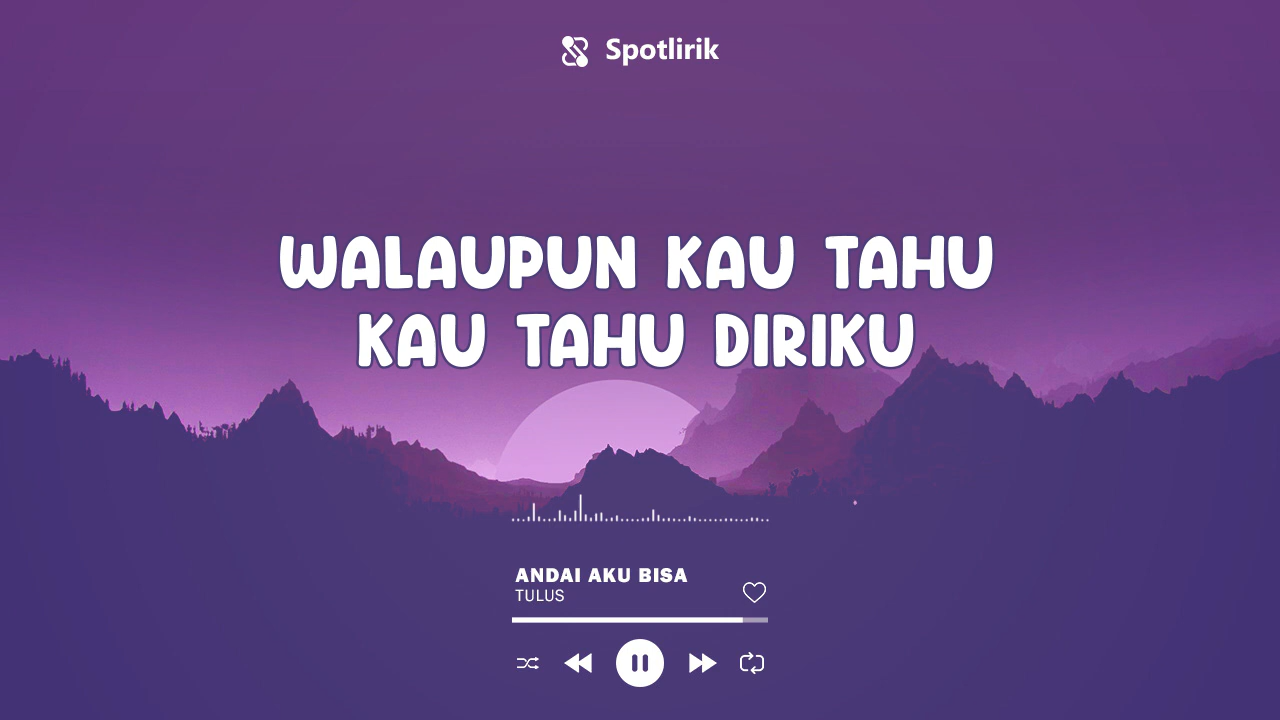 Spotlirik
WALAUPUN KAU TAHU
KAU TAHU DIRIKU
ANDAI AKU BISA
TULUS